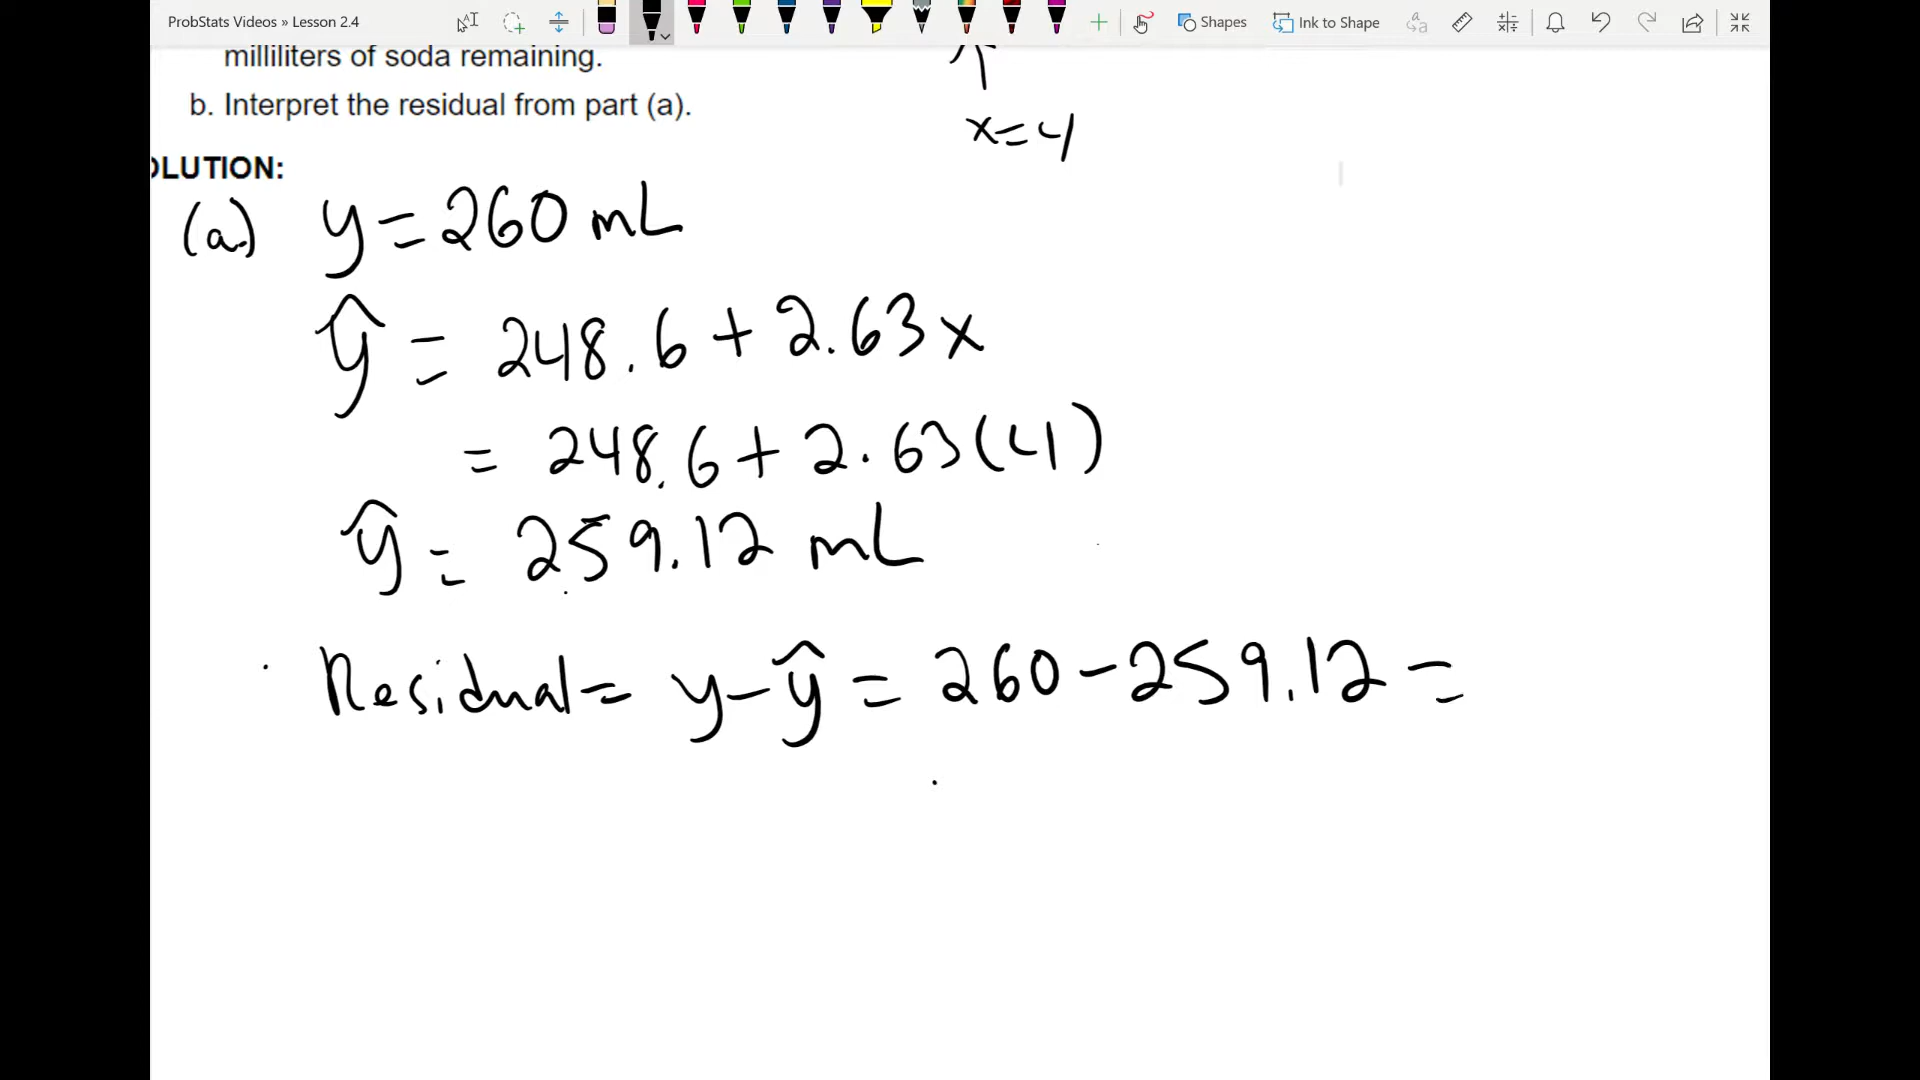 ProbStats Videos » Lesson 2.4
Shapes
Ink to Shape
milliliters of soda remaining.
x=4
b. Interpret the residual from part (a).
OLUTION:
(a) y=260 mL
ŷ = 248.6+2.63x
= 248.6+2.63(4)
ŷ = 259.12 mL
Residual= y-ŷ = 260-259.12=